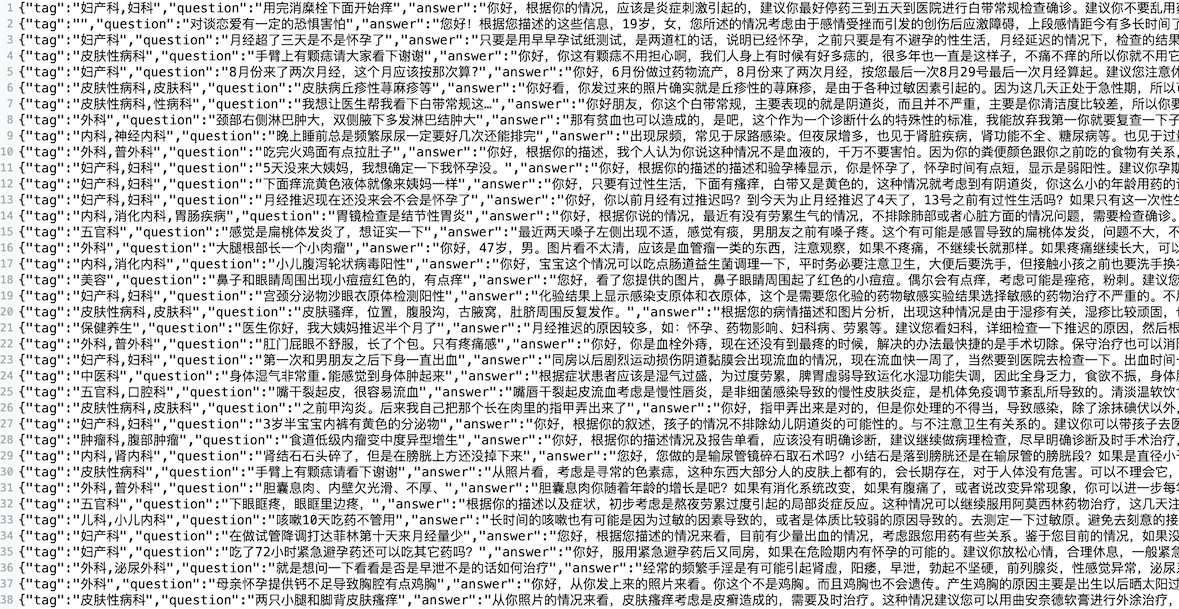 1 {"tag":"妇产科,妇科","question":"用完消糜栓下面开始痒","answer":"你好，根据你的情况，应该是炎症刺激引起的，建议你最好停药三到五天到医院进行白带常规检查确诊。建议你不要乱用药
2 {"tag":"","question":"对谈恋爱有一定的恐惧害怕","answer":"您好！根据您描述的这些信息，19岁，女，您所述的情况考虑由于感情受挫而引发的创伤后应激障碍，上段感情距今有多长时间了
3 {"tag":"妇产科,妇科","question":"月经超了三天是不是怀孕了","answer":"只要是用早早孕试纸测试，是两道杠的话，说明已经怀孕，之前只要是有不避孕的性生活，月经延迟的情况下，检查的结果
4 {"tag":"皮肤性病科","question":"手臂上有颗痣请大家看下谢谢","answer":"你好，你这有颗痣不用担心啊，我们人身上有时候有好多痣的，很多年也一直是这样子，不痛不痒的所以你就不用它
5 {"tag":"妇产科","question":"8月份来了两次月经，这个月应该按那次算?","answer":"你好，6月份做过药物流产，8月份来了两次月经，按您最后一次8月29号最后一次月经算起。建议您注意休
6 {"tag":"皮肤性病科,皮肤科","question":"皮肤病丘疹性荨麻疹等","answer":"你好看，你发过来的照片确实就是丘疹性的荨麻疹，是由于各种过敏因素引起的。因为这几天正处于急性期，所以可
7 {"tag":"皮肤性病科,性病科","question":"我想让医生帮我看下白带常规这…","answer":"你好朋友，你这个白带常规，主要表现的就是阴道炎，而且并不严重，主要是你清洁度比较差，所以你要
8 {"tag":"外科","question":"颈部右侧淋巴肿大，双侧腋下多发淋巴结肿大","answer":"那有贫血也可以造成的，是吧，这个作为一个诊断什么的特殊性的标准，我能放弃我第一你就要复查一下子
9 {"tag":"内科,神经内科","question":"晚上睡前总是频繁尿尿一定要好几次还能排完","answer":"出现尿频，常见于尿路感染。但夜尿增多，也见于肾脏疾病，肾功能不全、糖尿病等。也见于过
10 {"tag":"外科,普外科","question":"吃完火鸡面有点拉肚子","answer":"你好，根据你的描述，我个人认为你说这种情况不是血液的，千万不要害怕。因为你的粪便颜色跟你之前吃的食物有关系，
11 {"tag":"妇产科,妇科","question":"5天没来大姨妈，我想确定一下我怀孕没。","answer":"你好，根据你的描述的描述和验孕棒显示，你是怀孕了，怀孕时间有点短，显示是弱阳性。建议你孕期
12 {"tag":"妇产科,妇科","question":"下面痒流黄色液体就像来姨妈一样","answer":"你好，只要有过性生活，下面有瘙痒，白带又是黄色的，这种情况就考虑到有阴道炎，你这么小的年龄用药的话
13 {"tag":"妇产科,妇科","question":"月经推迟现在还没来会不会是怀孕了","answer":"你好，你以前月经有过推迟吗？到今天为止月经推迟了4天了，13号之前有过性生活吗？如果只有这一次性生
14 {"tag":"内科,消化内科,胃肠疾病","question":"胃镜检查是结节性胃炎","answer":"你好，根据你说的情况，最近有没有劳累生气的情况，不排除肺部或者心脏方面的情况问题，需要检查确诊。
15 {"tag":"五官科","question":"感觉是扁桃体发炎了，想证实一下","answer":"最近两天嗓子左侧出现不适，感觉有痰，男朋友之前有嗓子疼。这个有可能是感冒导致的扁桃体发炎，问题不大，不
16 {"tag":"外科","question":"大腿根部长一个小肉瘤","answer":"你好，47岁，男。图片看不太清，应该是血管瘤一类的东西，注意观察，如果不疼痛，不继续长就那样。如果疼痛继续长大，可以
17 {"tag":"内科,消化内科","question":"小儿腹泻轮状病毒阳性","answer":"你好，宝宝这个情况可以吃点肠道益生菌调理一下，平时务必要注意卫生，大便后要洗手，但接触小孩之前也要洗手换衣
18 {"tag":"美容","question":"鼻子和眼睛周围出现小痘痘红色的，有点痒","answer":"您好，看了您提供的图片，鼻子眼睛周围起了红色的小痘痘。偶尔会有点痒，考虑可能是痤疮，粉刺。建议您
19 {"tag":"妇产科,妇科","question":"宫颈分泌物沙眼衣原体检测阳性","answer":"化验结果上显示感染支原体和衣原体，这个是需要您化验的药物敏感实验结果选择敏感的药物治疗不严重的。不用
20 {"tag":"皮肤性病科,皮肤科","question":"皮肤骚痒，位置，腹股沟，古腋窝，肚脐周围反复发作。","answer":"根据您的病情描述和图片分析，出现这种情况是由于湿疹有关，湿疹比较顽固，也
21 {"tag":"保健养生","question":"医生你好，我大姨妈推迟半个月了","answer":"月经推迟的原因较多，如：怀孕、药物影响、妇科病、劳累等。建议您看妇科，详细检查一下推迟的原因，然后根
22 {"tag":"外科,普外科","question":"肛门屁眼不舒服，长了个包。只有疼痛感","answer":"你好，你是血栓外痔，现在还没有到最疼的时候，解决的办法最快捷的是手术切除。保守治疗也可以消除
23 {"tag":"妇产科,妇科","question":"第一次和男朋友之后下身一直出血","answer":"同房以后剧烈运动损伤阴道黏膜会出现流血的情况，现在流血快一周了，当然要到医院去检查一下。出血时间一
24 {"tag":"中医科","question":"身体湿气非常重.能感觉到身体肿起来","answer":"根据症状患者应该是湿气过盛，为过度劳累，脾胃虚弱导致运化水湿功能失调，因此全身乏力，食欲不振，身体肿
25 {"tag":"五官科,口腔科","question":"嘴干裂起皮，很容易流血","answer":"嘴唇干裂起皮流血考虑是慢性唇炎，是非细菌感染导致的慢性皮肤炎症，是机体免疫调节紊乱所导致的。清淡温软饮食
26 {"tag":"皮肤性病科,皮肤科","question":"之前甲沟炎。后来我自己把那个长在肉里的指甲弄出来了","answer":"你好，指甲弄出来是对的，但是你处理的不得当，导致感染，除了涂抹碘伏以外，
27 {"tag":"妇产科,妇科","question":"3岁半宝宝内裤有黄色的分泌物","answer":"你好，根据你的叙述，孩子的情况不排除幼儿阴道炎的可能性的。与不注意卫生有关系的。建议你可以带孩子去医
28 {"tag":"肿瘤科,腹部肿瘤","question":"食道低级内瘤变中度异型增生","answer":"你好，根据你的描述情况及报告单看，应该没有明确诊断，建议继续做病理检查，尽早明确诊断及时手术治疗，
29 {"tag":"内科,肾内科","question":"肾结石石头碎了，但是在膀胱上方还没掉下来","answer":"您好，您做的是输尿管镜碎石取石术吗？小结石是落到膀胱还是在输尿管的膀胱段？如果是直径小于
30 {"tag":"皮肤性病科","question":"手臂上有颗痣请看下谢谢","answer":"从照片看，考虑是寻常的色素痣，这种东西大部分人的皮肤上都有的，会长期存在，对于人体没有危害。可以不理会它，
31 {"tag":"外科,普外科","question":"胆囊息肉、内壁欠光滑、不厚、","answer":"胆囊息肉你随着年龄的增长是吧？如果有消化系统改变，如果有腹痛了，或者说改变异常现象，你可以进一步每年
32 {"tag":"五官科","question":"下眼眶疼，眼眶里边疼，","answer":"根据你的描述以及症状，初步考虑是熬夜劳累过度引起的局部炎症反应。这种情况可以继续服用阿莫西林药物治疗，这几天注
33 {"tag":"儿科,小儿内科","question":"咳嗽10天吃药不管用","answer":"长时间的咳嗽也有可能是因为过敏的因素导致的，或者是体质比较弱的原因导致的。去测定一下过敏原。避免去刻意的接
34 {"tag":"妇产科","question":"在做试管降调打达菲林第十天来月经量少","answer":"您好，根据您描述的情况来看，目前有少量出血的情况，考虑跟您用药有些关系。鉴于您目前的情况，如果没
35 {"tag":"妇产科","question":"吃了72小时紧急避孕药还可以吃其它药吗？","answer":"你好，服用紧急避孕药后又同房，如果在危险期内有怀孕的可能的。建议你放松心情，合理休息，一般紧急
36 {"tag":"外科,泌尿外科","question":"就是想问一下看看是否是早泄不是的话如何治疗","answer":"经常的频繁手淫是有可能引起肾虚，阳痿，早泄，勃起不坚硬，前列腺炎，性感觉异常，泌尿系
37 {"tag":"外科","question":"母亲怀孕提供钙不足导致胸腔有点鸡胸","answer":"你好，从你发上来的照片来看。你这个不是鸡胸。而且鸡胸也不会遗传。产生鸡胸的原因主要是出生以后晒太阳过
38 {"tag":"皮肤性病科","question":"两只小腿和脚背皮肤瘙痒","answer":"从你照片的情况来看，皮肤瘙痒考虑是皮癣造成的，需要及时治疗。这种情况建议您可以用曲安奈德软膏进行外涂治疗，